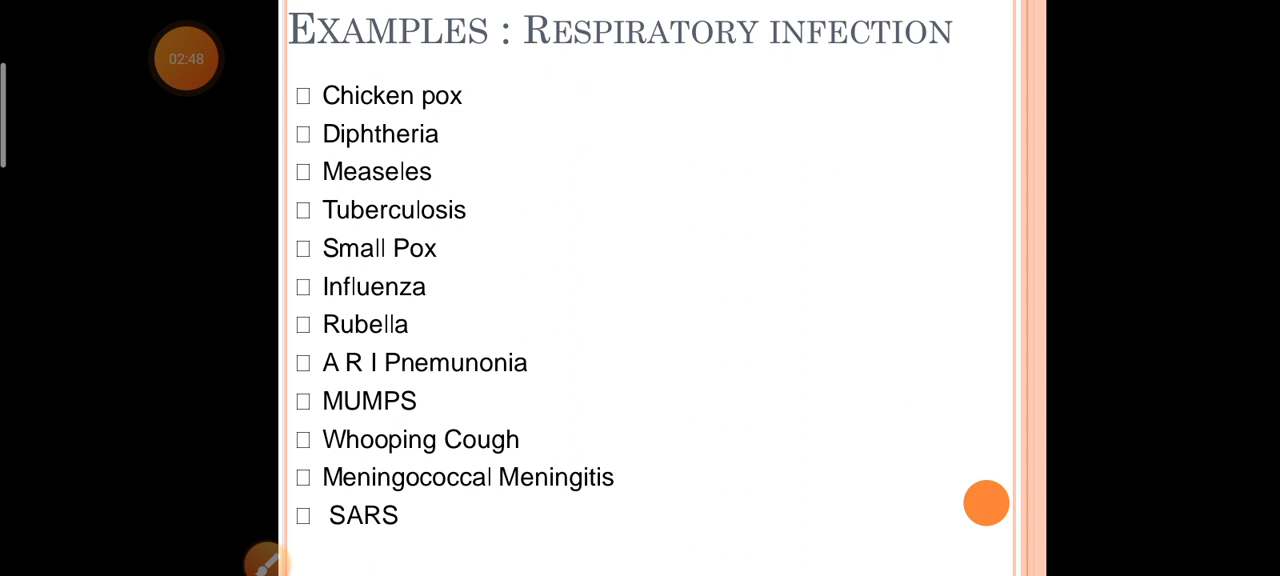 EXAMPLES : RESPIRATORY INFECTION
02:48
Chicken pox
Diphtheria
Measeles
Tuberculosis
Small Pox
Influenza
Rubella
A R I Pnemunonia
MUMPS
Whooping Cough
Meningococcal Meningitis
SARS